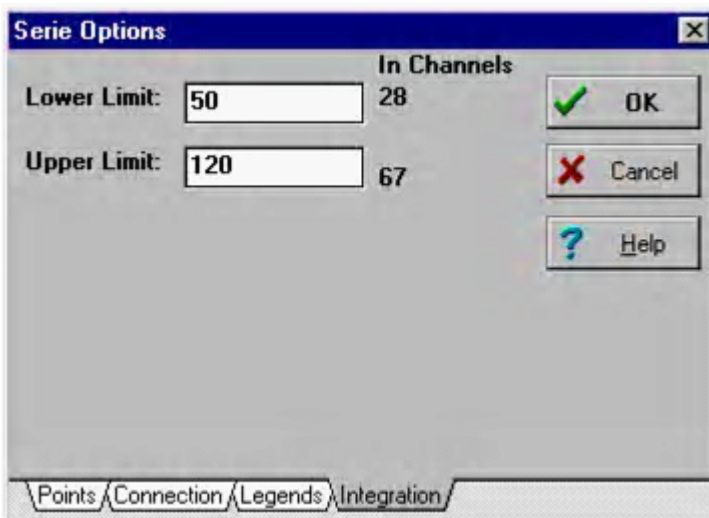 Serie Options
In Channels
Lower Limit: 50 28 OK
Upper Limit: 120 67 Cancel
? Help
Points Connection Legends Integration